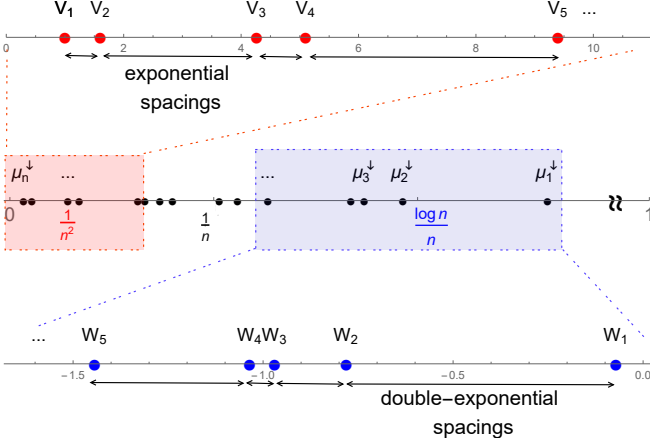 V₁ V₂ V₃ V₄ V₅ ...
0 2 4 6 8 10
exponential
spacings
μₙ↓ ... ... μ₃↓ μ₂↓ μ₁↓
0 ≈ 1
1/n² 1/n log n/n
... W₅ W₄ W₃ W₂ W₁
−1.5 −1.0 −0.5 0.0
double−exponential
spacings